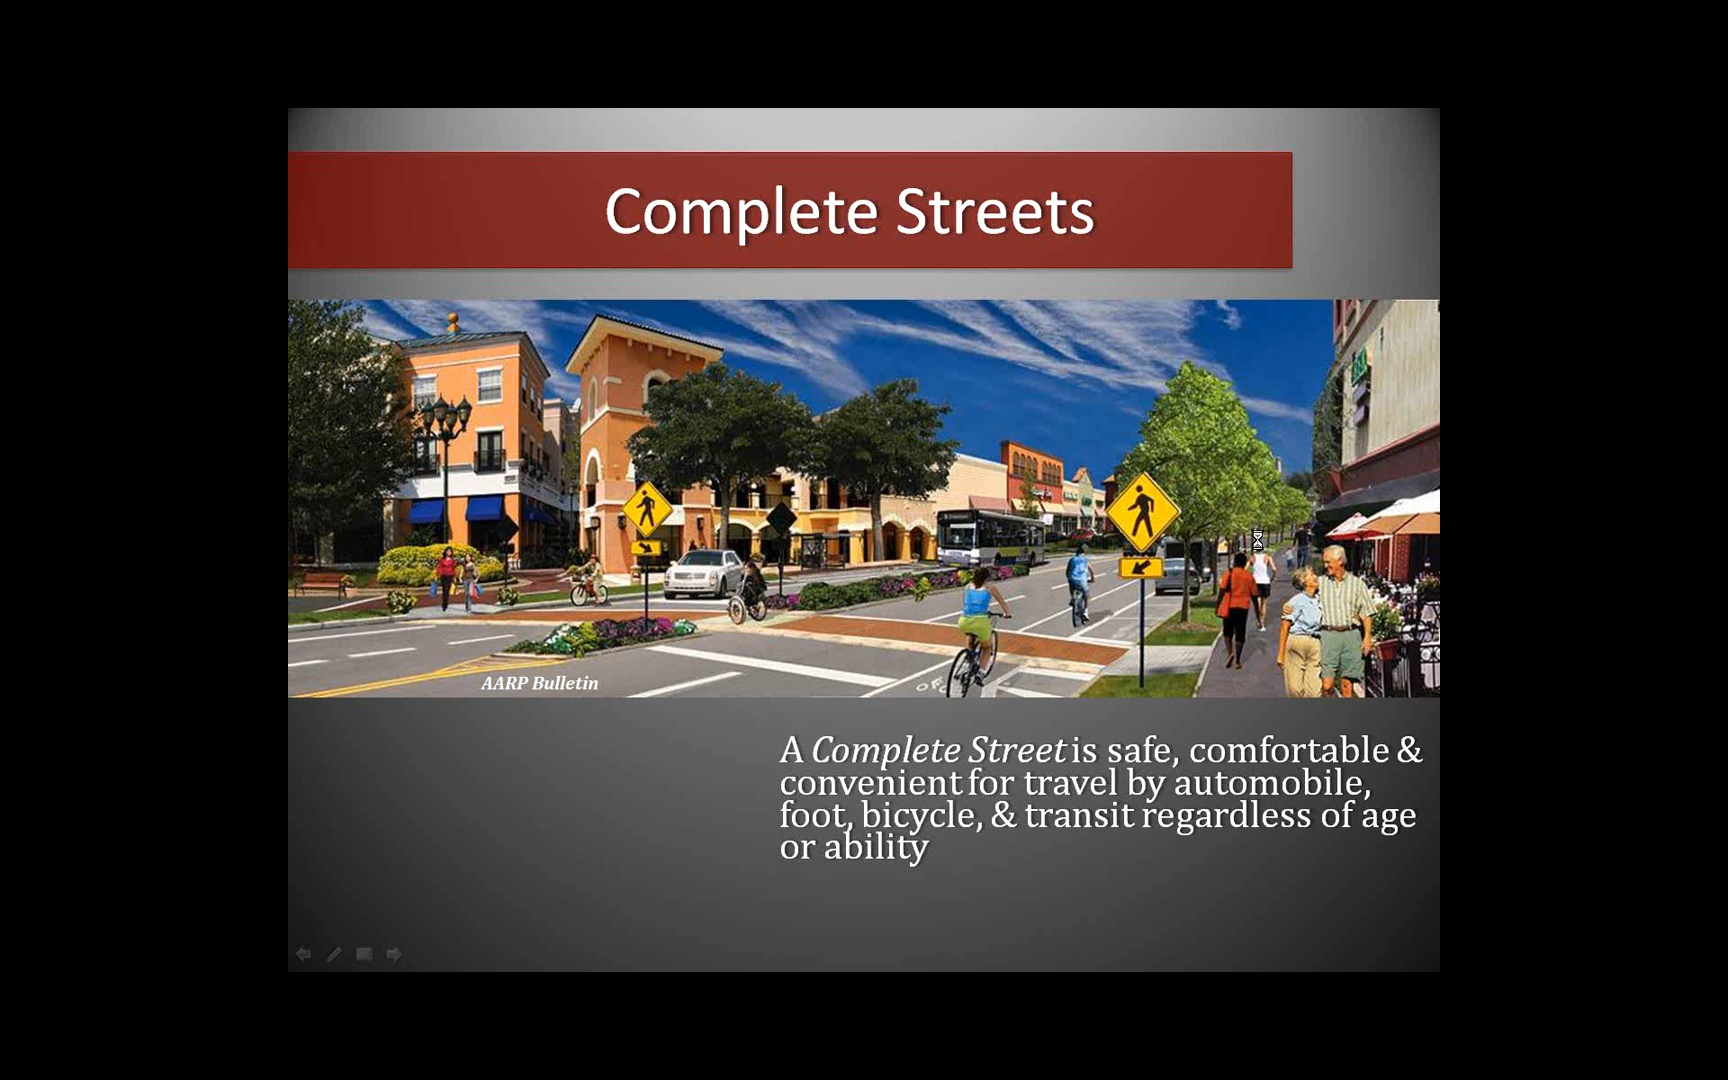 Complete Streets
AARP Bulletin
A Complete Street is safe, comfortable &
convenient for travel by automobile,
foot, bicycle, & transit regardless of age
or ability